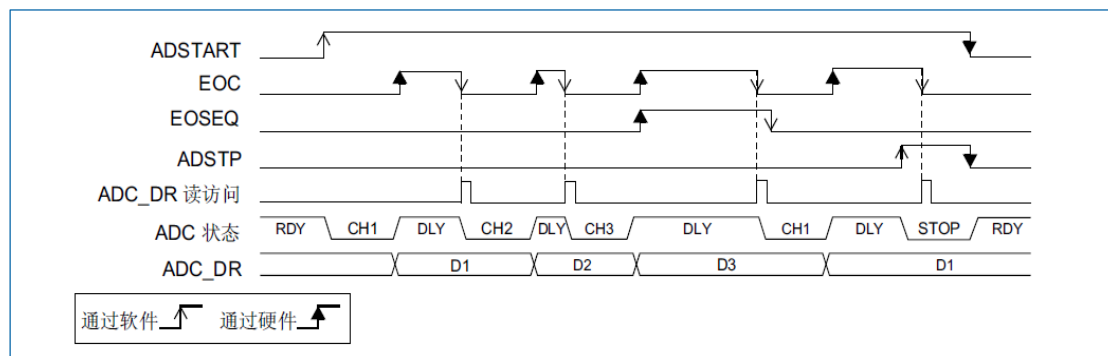 ADSTART
EOC
EOSEQ
ADSTP
ADC_DR 读访问
ADC 状态 RDY CH1 DLY CH2 DLY CH3 DLY CH1 DLY STOP RDY
ADC_DR D1 D2 D3 D1
通过软件 通过硬件